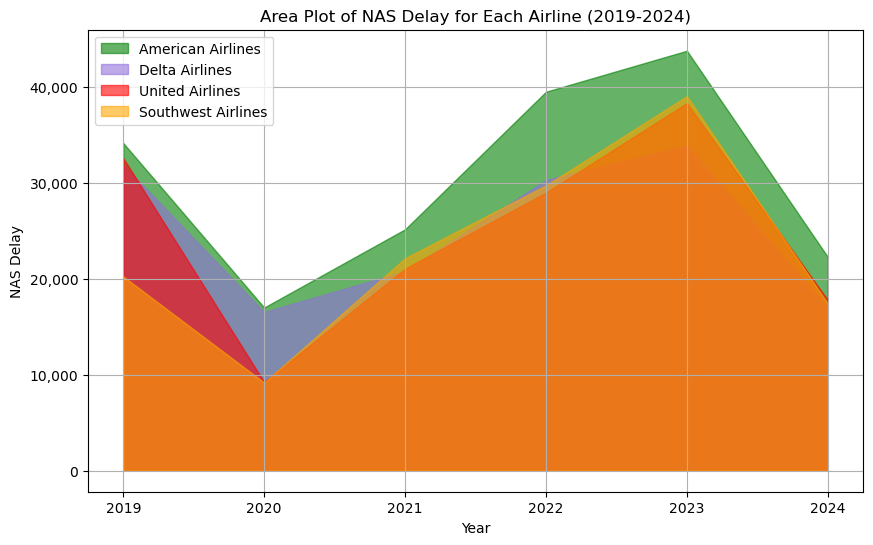 Area Plot of NAS Delay for Each Airline (2019-2024)
American Airlines
Delta Airlines
United Airlines
Southwest Airlines
NAS Delay
40,000
30,000
20,000
10,000
0
2019 2020 2021 2022 2023 2024
Year